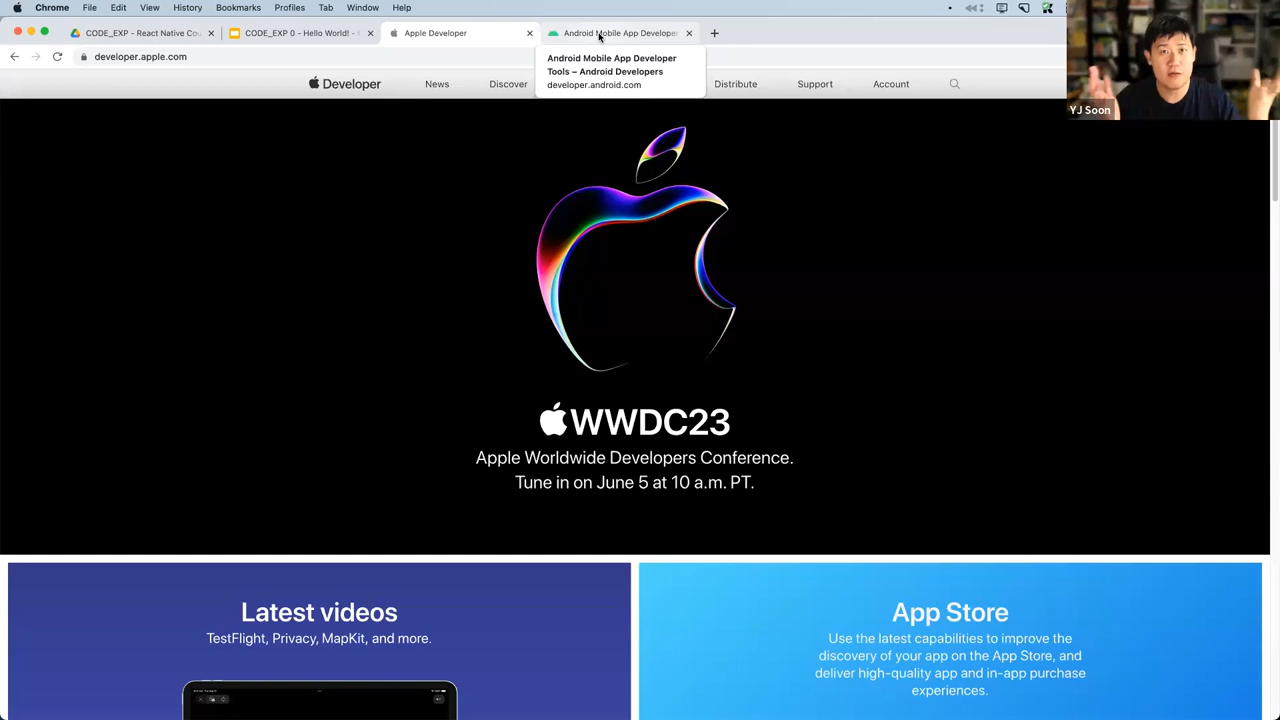 Chrome File Edit View History Bookmarks Profiles Tab Window Help
CODE_EXP - React Native Cou
CODE_EXP 0 - Hello World! -
Apple Developer
Android Mobile App Developer
developer.apple.com
Android Mobile App Developer
Tools – Android Developers
developer.android.com
Developer
News
Discover
Distribute
Support
Account
YJ Soon
WWDC23
Apple Worldwide Developers Conference.
Tune in on June 5 at 10 a.m. PT.
Latest videos
TestFlight, Privacy, MapKit, and more.
App Store
Use the latest capabilities to improve the
discovery of your app on the App Store, and
deliver high-quality app and in-app purchase
experiences.